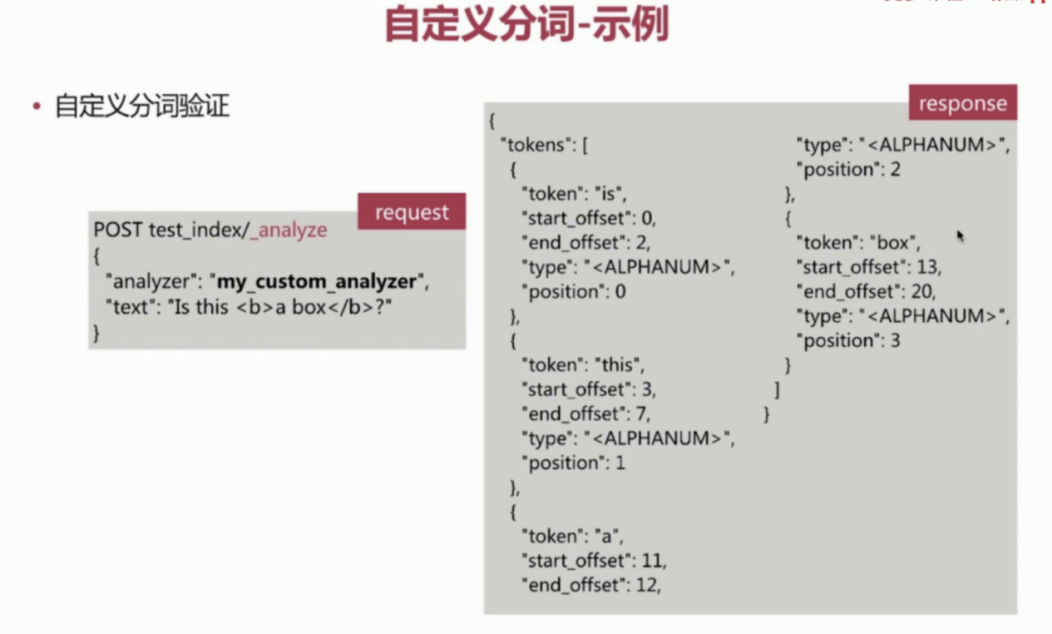 自定义分词-示例
• 自定义分词验证
request
POST test_index/_analyze
{
"analyzer": "my_custom_analyzer",
"text": "Is this <b>a box</b>?"
}
response
{
"tokens": [
{
"token": "is",
"start_offset": 0,
"end_offset": 2,
"type": "<ALPHANUM>",
"position": 0
},
{
"token": "this",
"start_offset": 3,
"end_offset": 7,
"type": "<ALPHANUM>",
"position": 1
},
{
"token": "a",
"start_offset": 11,
"end_offset": 12,
"type": "<ALPHANUM>",
"position": 2
},
{
"token": "box",
"start_offset": 13,
"end_offset": 20,
"type": "<ALPHANUM>",
"position": 3
}
]
}